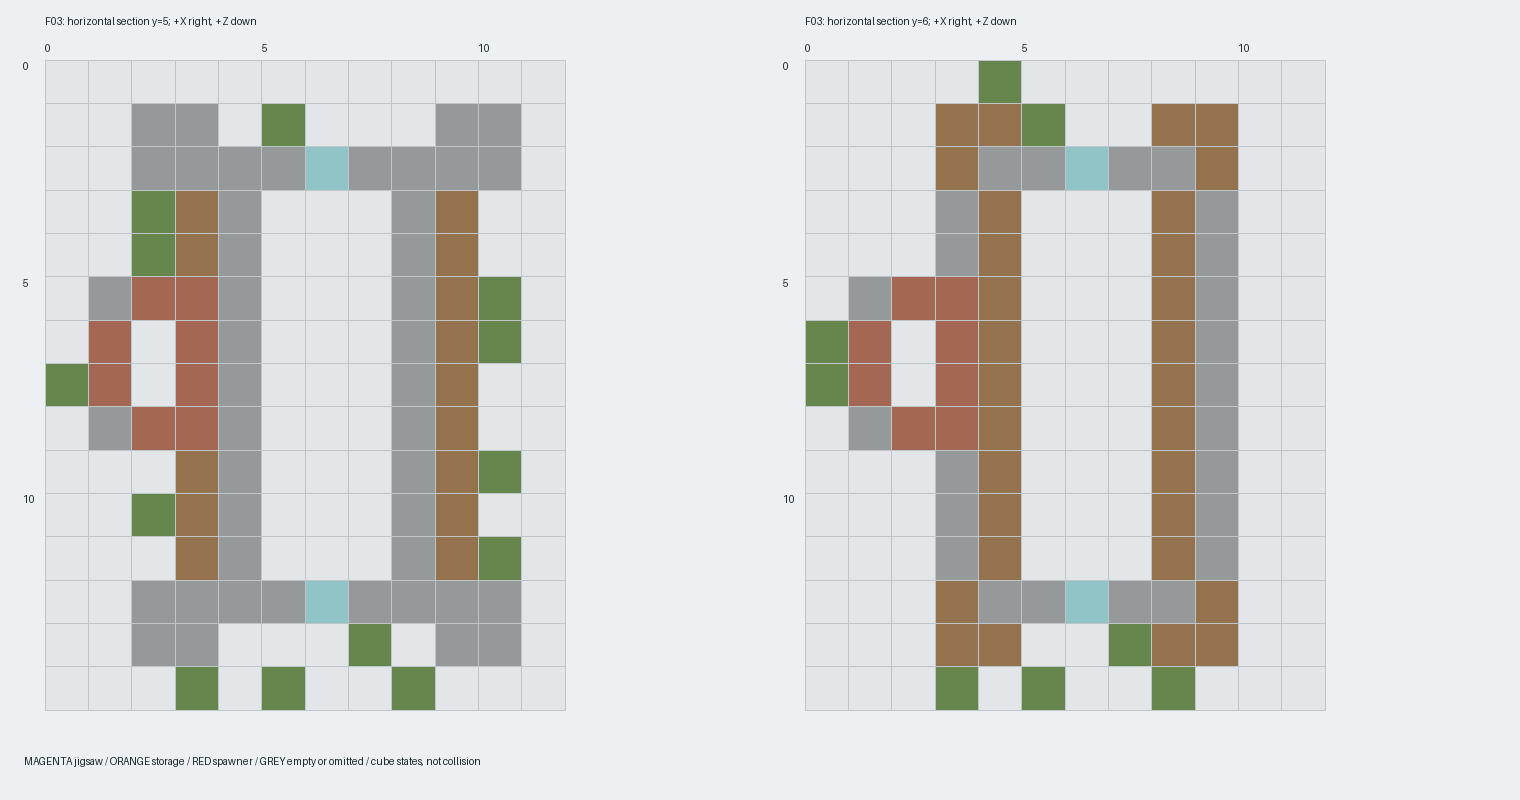 F03: horizontal section y=5; +X right, +Z down
F03: horizontal section y=6; +X right, +Z down
0 5 10
0 5 10
0
0
5
5
10
10
MAGENTA jigsaw / ORANGE storage / RED spawner / GREY empty or omitted / cube states, not collision